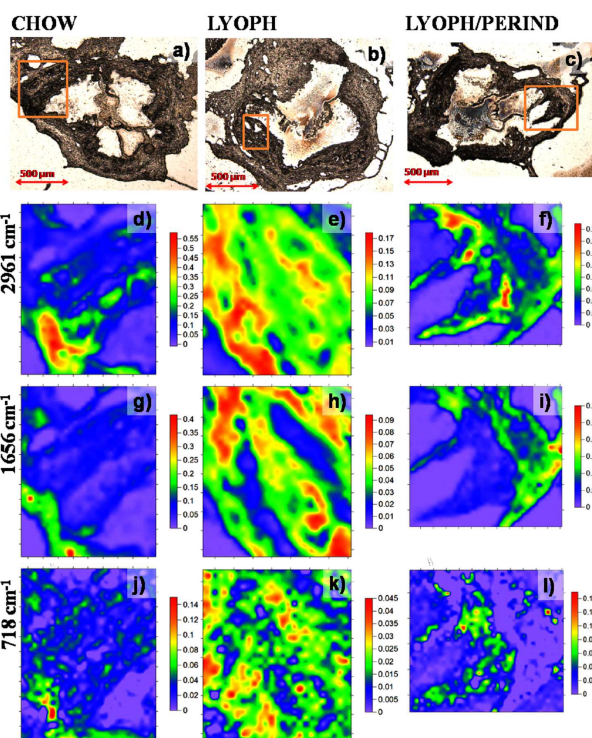 CHOW LYOPH LYOPH/PERIND
a) b) c)
500 µm 500 µm 500 µm
2961 cm-1
d) e) f)
0.55 0.5 0.45 0.4 0.35 0.3 0.25 0.2 0.15 0.1 0.05 0
0.17 0.15 0.13 0.11 0.09 0.07 0.05 0.03 0.01
1656 cm-1
g) h) i)
0.4 0.35 0.3 0.25 0.2 0.15 0.1 0.05 0
0.09 0.08 0.07 0.06 0.05 0.04 0.03 0.02 0.01 0
718 cm-1
j) k) l)
0.14 0.12 0.1 0.08 0.06 0.04 0.02 0
0.045 0.04 0.035 0.03 0.025 0.02 0.015 0.01 0.005 0